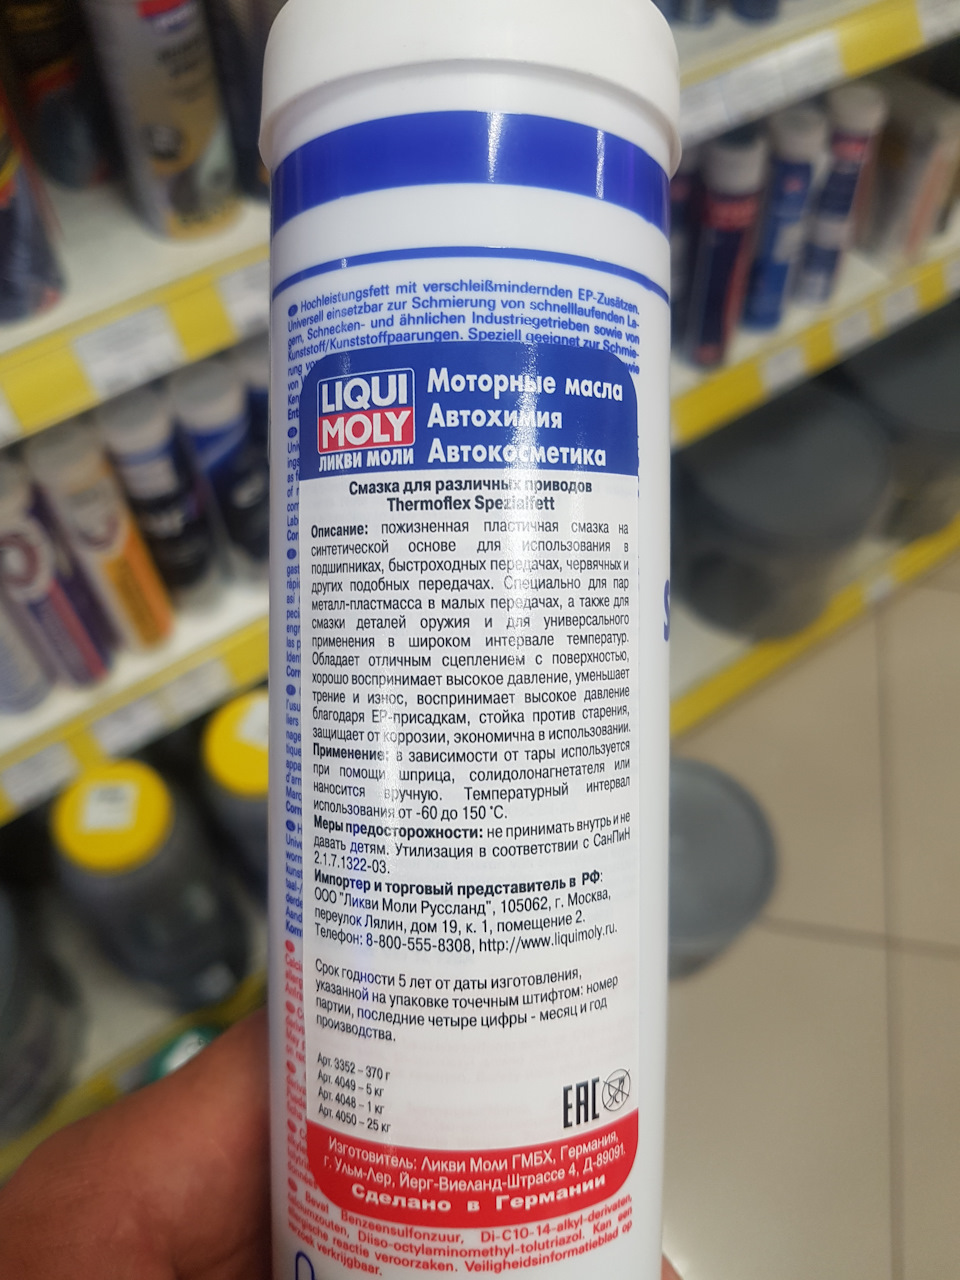 Hochleistungsfett mit verschleißmindernden EP-Zusätzen.
Universell einsetzbar zur Schmierung von schnelllaufenden La-
gern, Schnecken- und ähnlichen Industriegetrieben sowie von
Kunststoff/Kunststoffpaarungen. Speziell geeignet zur Schmie-
LIQUI
MOLY
ЛИКВИ МОЛИ
Моторные масла
Автохимия
Автокосметика
Смазка для различных приводов
Thermoflex Spezialfett
Описание: пожизненная пластичная смазка на
синтетической основе для использования в
подшипниках, быстроходных передачах, червячных и
других подобных передачах. Специально для пар
металл-пластмасса в малых передачах, а также для
смазки деталей оружия и для универсального
применения в широком интервале температур.
Обладает отличным сцеплением с поверхностью,
хорошо воспринимает высокое давление, уменьшает
трение и износ, воспринимает высокое давление
благодаря ЕР-присадкам, стойка против старения,
защищает от коррозии, экономична в использовании.
Применение: в зависимости от тары используется
при помощи шприца, солидолонагнетателя или
наносится вручную. Температурный интервал
использования от -60 до 150 °С.
Меры предосторожности: не принимать внутрь и не
давать детям. Утилизация в соответствии с СанПиН
2.1.7.1322-03.
Импортер и торговый представитель в РФ:
ООО "Ликви Моли Руссланд", 105062, г. Москва,
переулок Лялин, дом 19, к. 1, помещение 2.
Телефон: 8-800-555-8308, http://www.liquimoly.ru.
Срок годности 5 лет от даты изготовления,
указанной на упаковке точечным штифтом: номер
партии, последние четыре цифры - месяц и год
производства.
Арт. 3352 – 370 г
Арт. 4049 – 5 кг
Арт. 4048 – 1 кг
Арт. 4050 – 25 кг
EAC
Изготовитель: Ликви Моли ГМБХ, Германия,
г. Ульм-Лер, Йерг-Виеланд-Штрассе 4, Д-89091.
Сделано в Германии
Bevat Benzeensulfonzuur, Di-C10-14-alkyl-derivaten,
calciumzouten, Diiso-octylaminomethyl-tolutriazol. Kan een
allergische reactie veroorzaken. Veiligheidsinformatieblad op
verzoek verkrijgbaar.